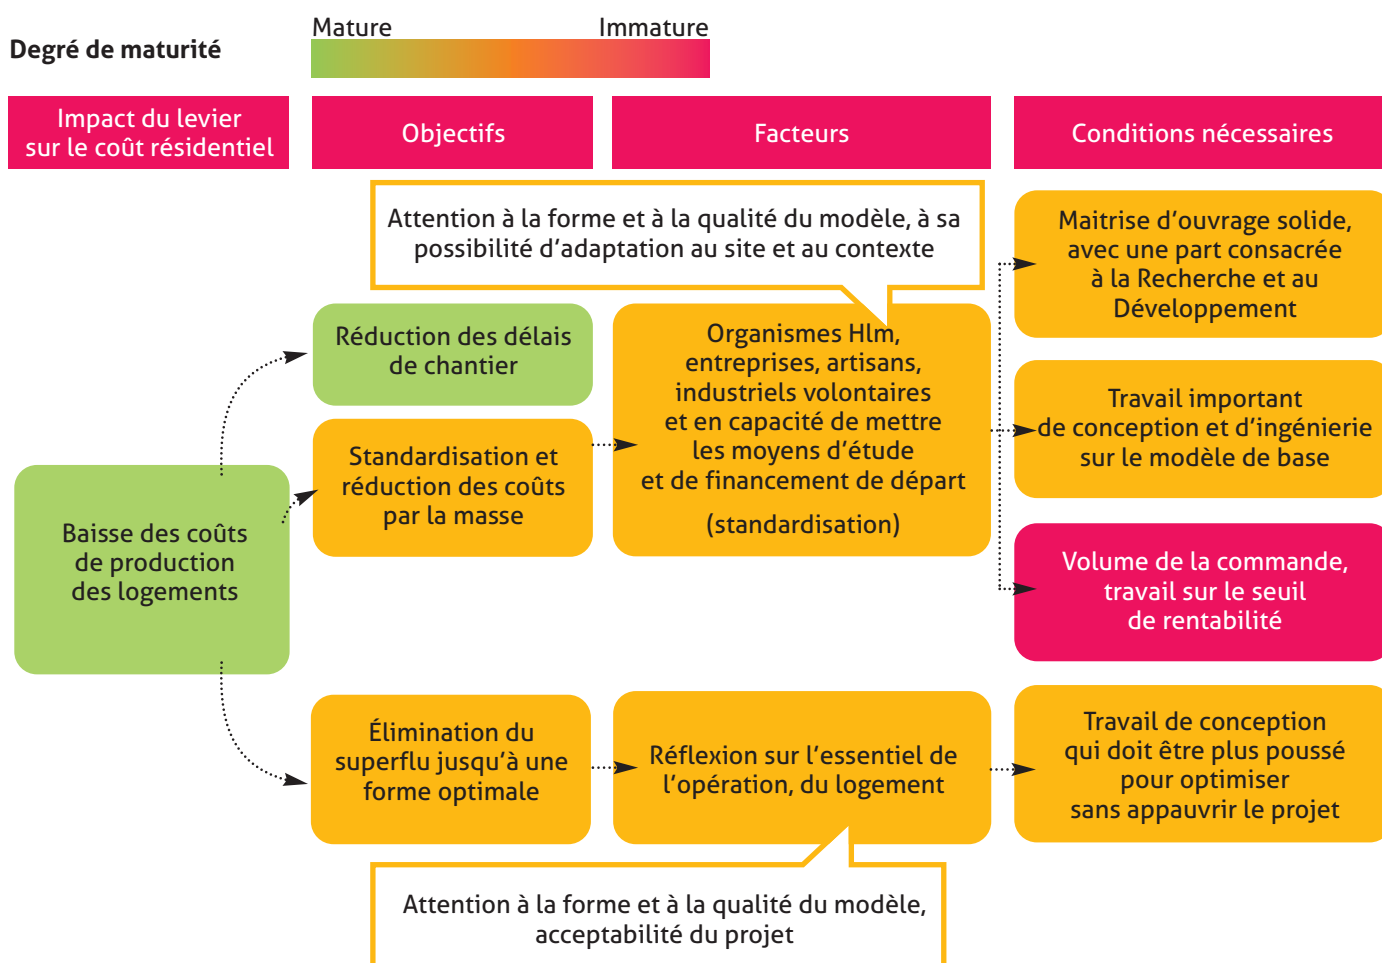 Degré de maturité
Mature
Immature
Impact du levier
sur le coût résidentiel
Objectifs
Facteurs
Conditions nécessaires
Attention à la forme et à la qualité du modèle, à sa
possibilité d'adaptation au site et au contexte
Baisse des coûts
de production
des logements
Réduction des délais
de chantier
Standardisation et
réduction des coûts
par la masse
Organismes Hlm,
entreprises, artisans,
industriels volontaires
et en capacité de mettre
les moyens d'étude
et de financement de départ
(standardisation)
Maitrise d'ouvrage solide,
avec une part consacrée
à la Recherche et au
Développement
Travail important
de conception et d'ingénierie
sur le modèle de base
Volume de la commande,
travail sur le seuil
de rentabilité
Élimination du
superflu jusqu'à une
forme optimale
Réflexion sur l'essentiel de
l'opération, du logement
Travail de conception
qui doit être plus poussé
pour optimiser
sans appauvrir le projet
Attention à la forme et à la qualité du modèle,
acceptabilité du projet